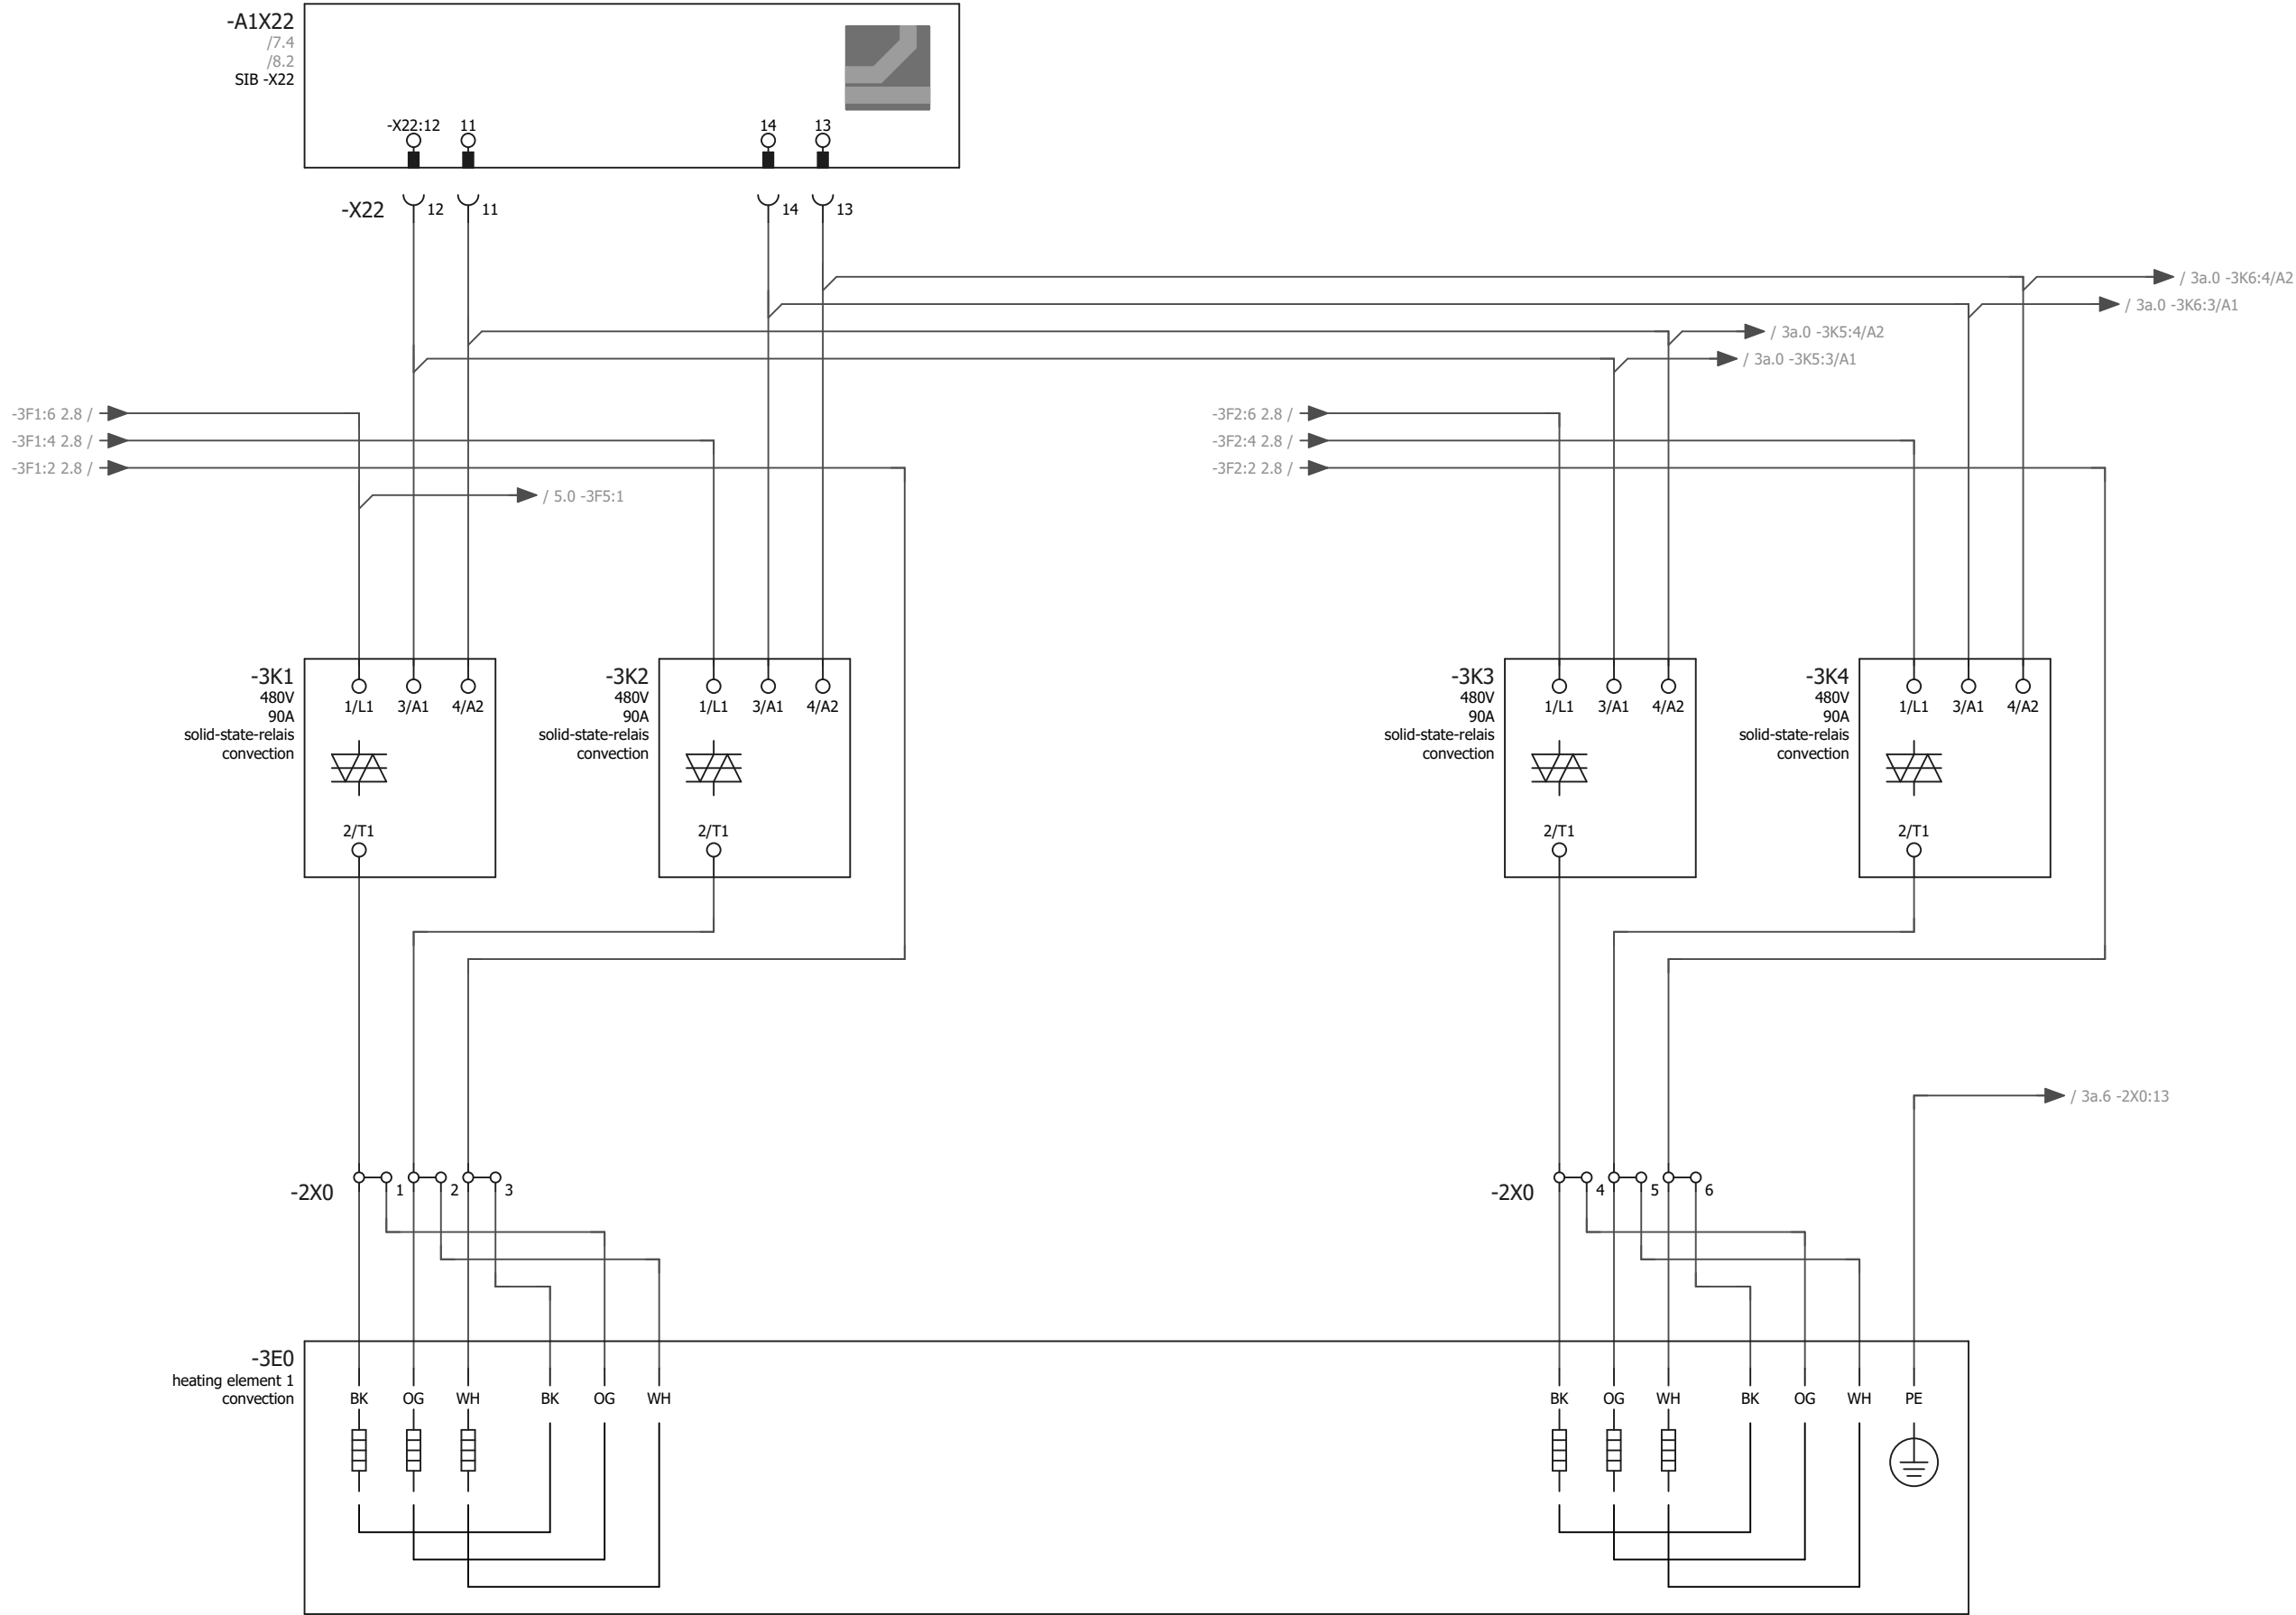 -A1X22
/7.4
/8.2
SIB -X22
-X22:12 11 14 13
-X22 12 11 14 13
/ 3a.0 -3K6:4/A2
/ 3a.0 -3K6:3/A1
/ 3a.0 -3K5:4/A2
/ 3a.0 -3K5:3/A1
-3F1:6 2.8 / -3F2:6 2.8 /
-3F1:4 2.8 / -3F2:4 2.8 /
-3F1:2 2.8 / -3F2:2 2.8 /
/ 5.0 -3F5:1
-3K1
480V
90A
solid-state-relais
convection
1/L1 3/A1 4/A2
2/T1
-3K2
480V
90A
solid-state-relais
convection
1/L1 3/A1 4/A2
2/T1
-3K3
480V
90A
solid-state-relais
convection
1/L1 3/A1 4/A2
2/T1
-3K4
480V
90A
solid-state-relais
convection
1/L1 3/A1 4/A2
2/T1
/ 3a.6 -2X0:13
-2X0 1 2 3
-2X0 4 5 6
-3E0
heating element 1
convection
BK OG WH BK OG WH
BK OG WH BK OG WH PE